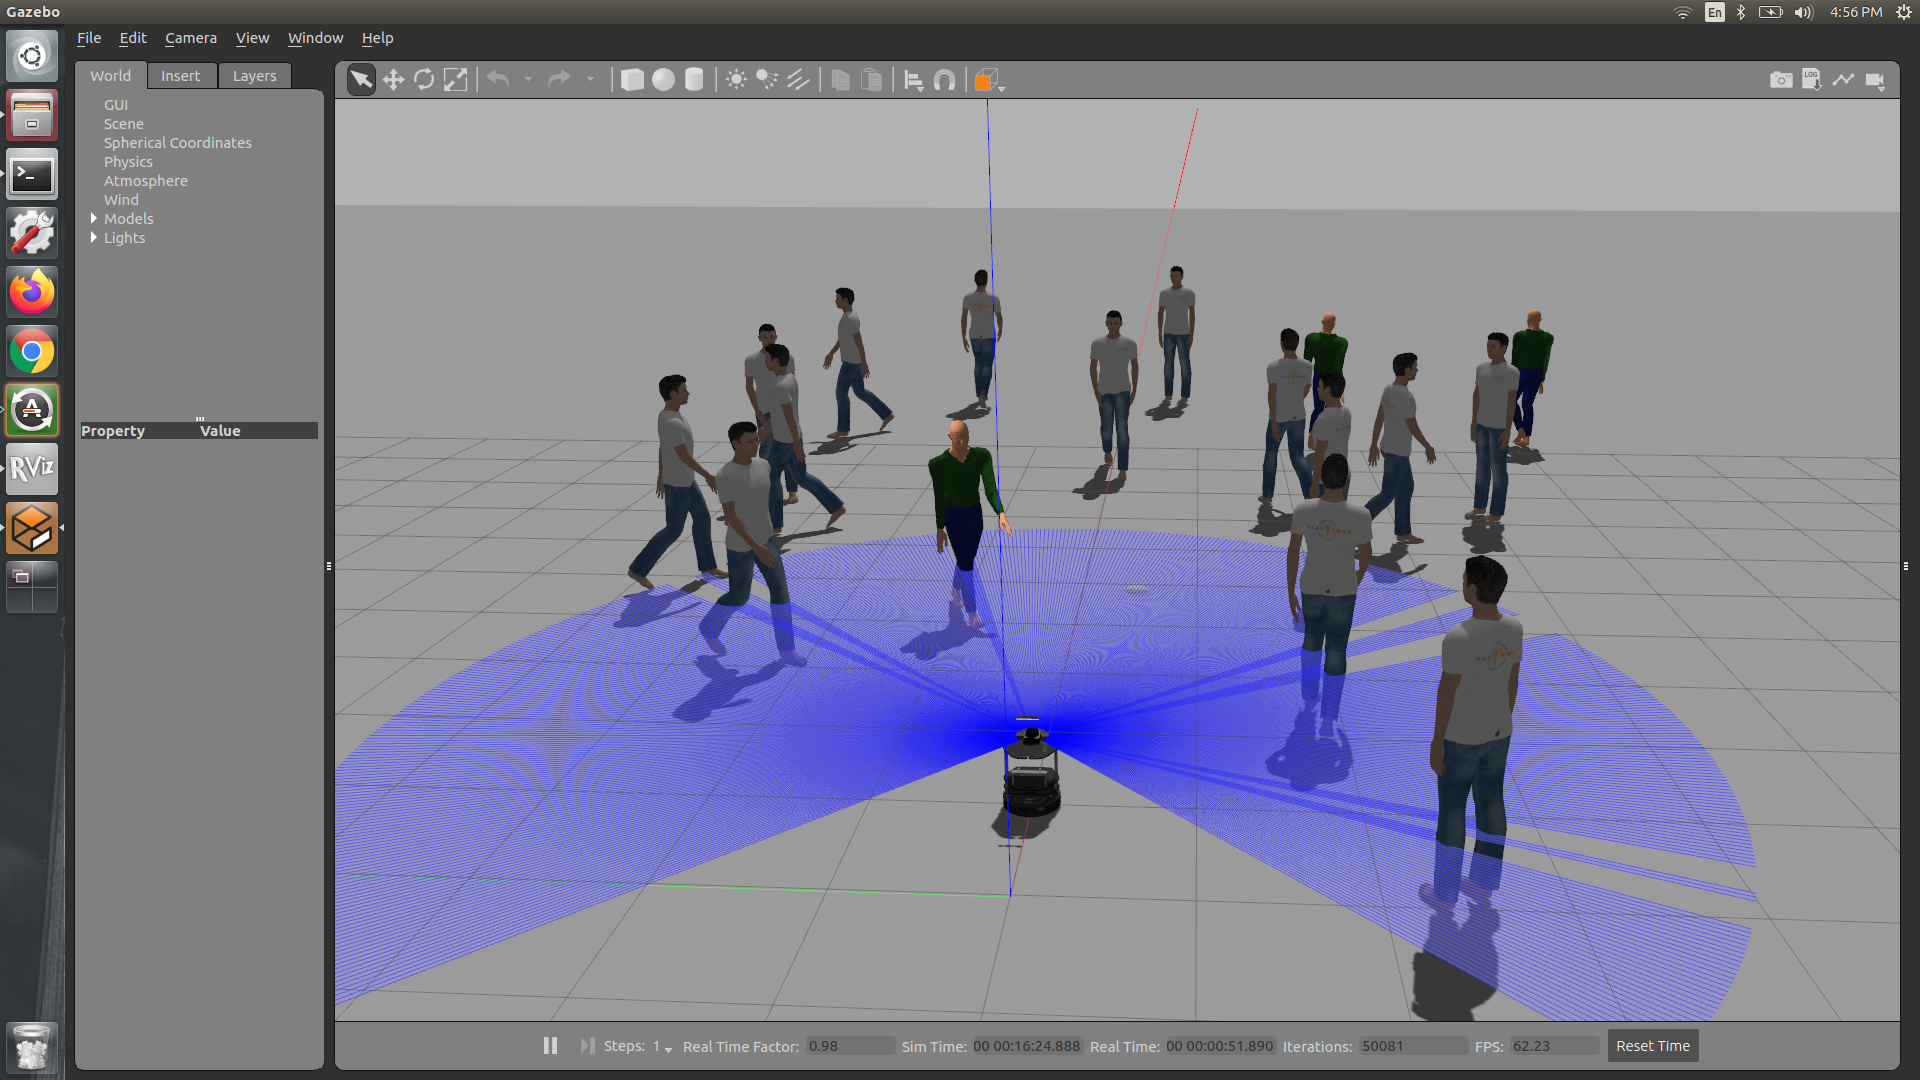 Gazebo
En
4:56 PM
File Edit Camera View Window Help
World Insert Layers
GUI
Scene
Spherical Coordinates
Physics
Atmosphere
Wind
Models
Lights
Property Value
>_
A
RViz
LOG
Steps: 1 Real Time Factor: 0.98 Sim Time: 00 00:16:24.888 Real Time: 00 00:00:51.890 Iterations: 50081 FPS: 62.23 Reset Time